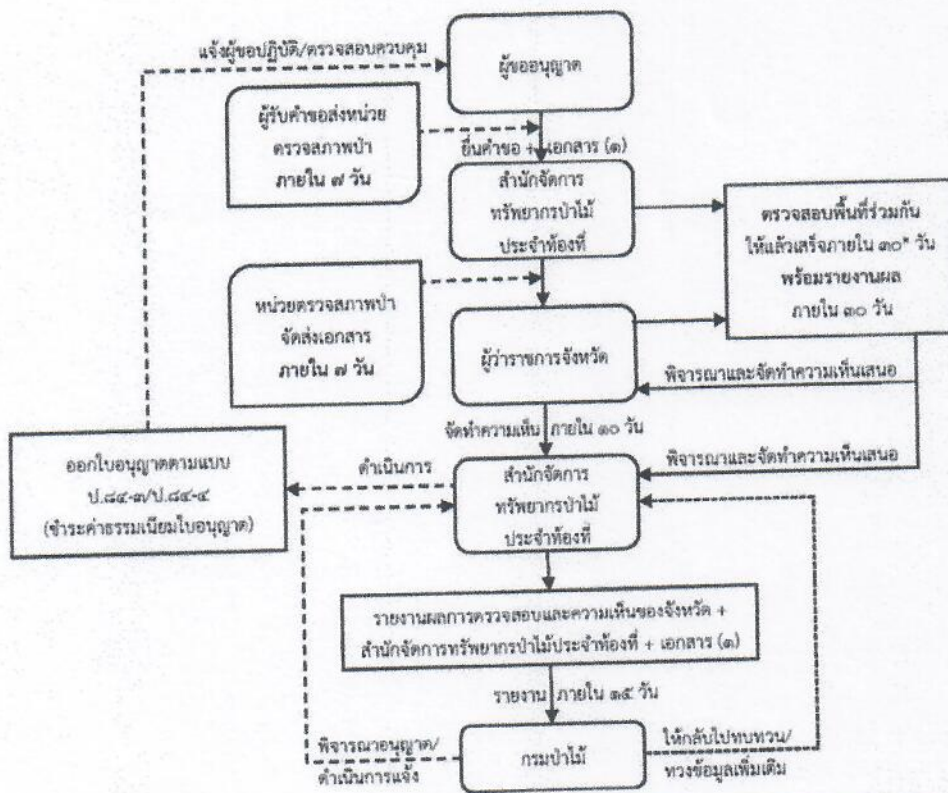 แจ้งผู้ขอปฏิบัติ/ตรวจสอบควบคุม
ผู้ขออนุญาต
ผู้รับคำขอส่งหน่วย
ตรวจสภาพป่า
ภายใน ๗ วัน
ยื่นคำขอ + เอกสาร (๑)
สำนักจัดการ
ทรัพยากรป่าไม้
ประจำท้องที่
ตรวจสอบพื้นที่ร่วมกัน
ให้แล้วเสร็จภายใน ๓๐* วัน
พร้อมรายงานผล
ภายใน ๓๐ วัน
หน่วยตรวจสภาพป่า
จัดส่งเอกสาร
ภายใน ๗ วัน
ผู้ว่าราชการจังหวัด
พิจารณาและจัดทำความเห็นเสนอ
จัดทำความเห็น ภายใน ๑๐ วัน
พิจารณาและจัดทำความเห็นเสนอ
ออกใบอนุญาตตามแบบ
ป.๘๔-๓/ป.๘๔-๔
(ชำระค่าธรรมเนียมใบอนุญาต)
ดำเนินการ
สำนักจัดการ
ทรัพยากรป่าไม้
ประจำท้องที่
รายงานผลการตรวจสอบและความเห็นของจังหวัด +
สำนักจัดการทรัพยากรป่าไม้ประจำท้องที่ + เอกสาร (๑)
รายงาน ภายใน ๑๕ วัน
พิจารณาอนุญาต/
ดำเนินการแจ้ง
กรมป่าไม้
ให้กลับไปทบทวน/
ทวงข้อมูลเพิ่มเติม